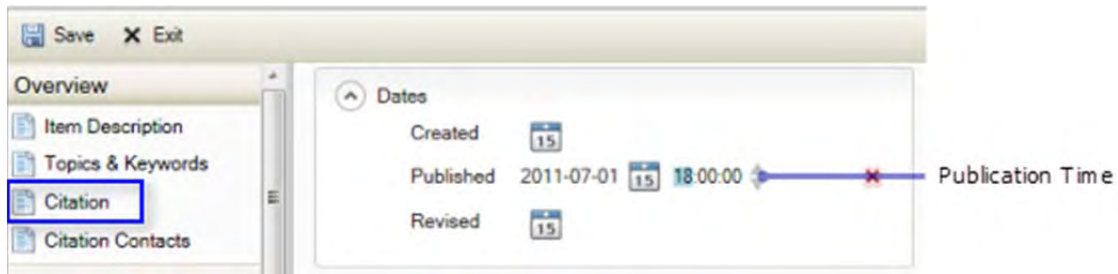 Save Exit
Overview
Item Description
Topics & Keywords
Citation
Citation Contacts
Dates
Created 15
Published 2011-07-01 15 18:00:00
Revised 15
Publication Time